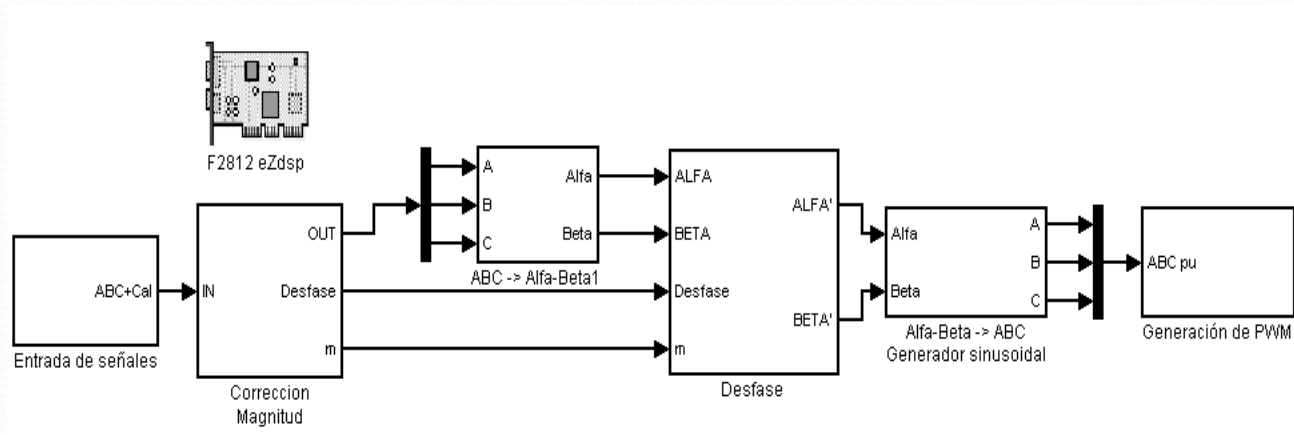 F2812 eZdsp
ABC+Cal
Entrada de señales
IN
OUT
Desfase
m
Correccion
Magnitud
A
B
C
Alfa
Beta
ABC -> Alfa-Beta1
ALFA
BETA
Desfase
m
ALFA'
BETA'
Desfase
Alfa
Beta
A
B
C
Alfa-Beta -> ABC
Generador sinusoidal
ABC pu
Generación de PWM